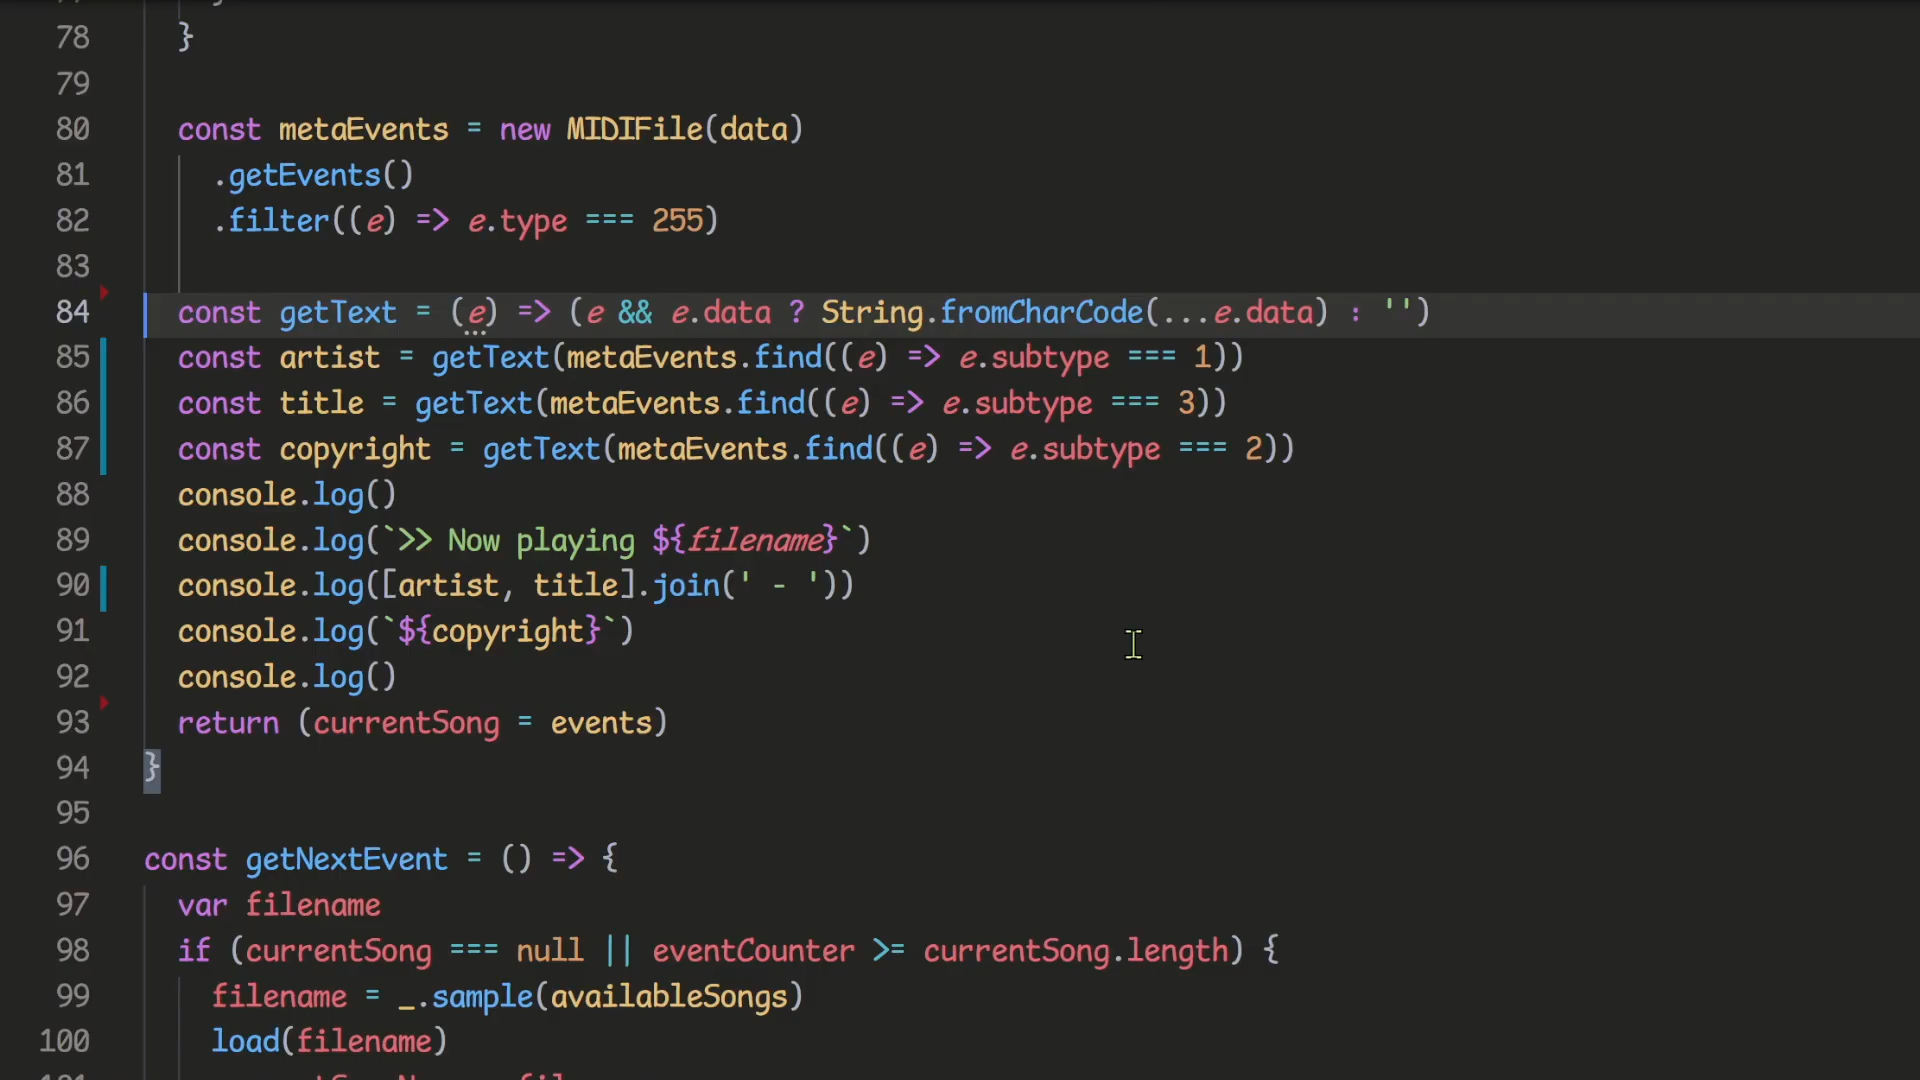 78 }
79
80 const metaEvents = new MIDIFile(data)
81 .getEvents()
82 .filter((e) => e.type === 255)
83
84 const getText = (e) => (e && e.data ? String.fromCharCode(...e.data) : '')
85 const artist = getText(metaEvents.find((e) => e.subtype === 1))
86 const title = getText(metaEvents.find((e) => e.subtype === 3))
87 const copyright = getText(metaEvents.find((e) => e.subtype === 2))
88 console.log()
89 console.log(`>> Now playing ${filename}`)
90 console.log([artist, title].join(' - '))
91 console.log(`${copyright}`)
92 console.log()
93 return (currentSong = events)
94 }
95
96 const getNextEvent = () => {
97 var filename
98 if (currentSong === null || eventCounter >= currentSong.length) {
99 filename = _.sample(availableSongs)
100 load(filename)